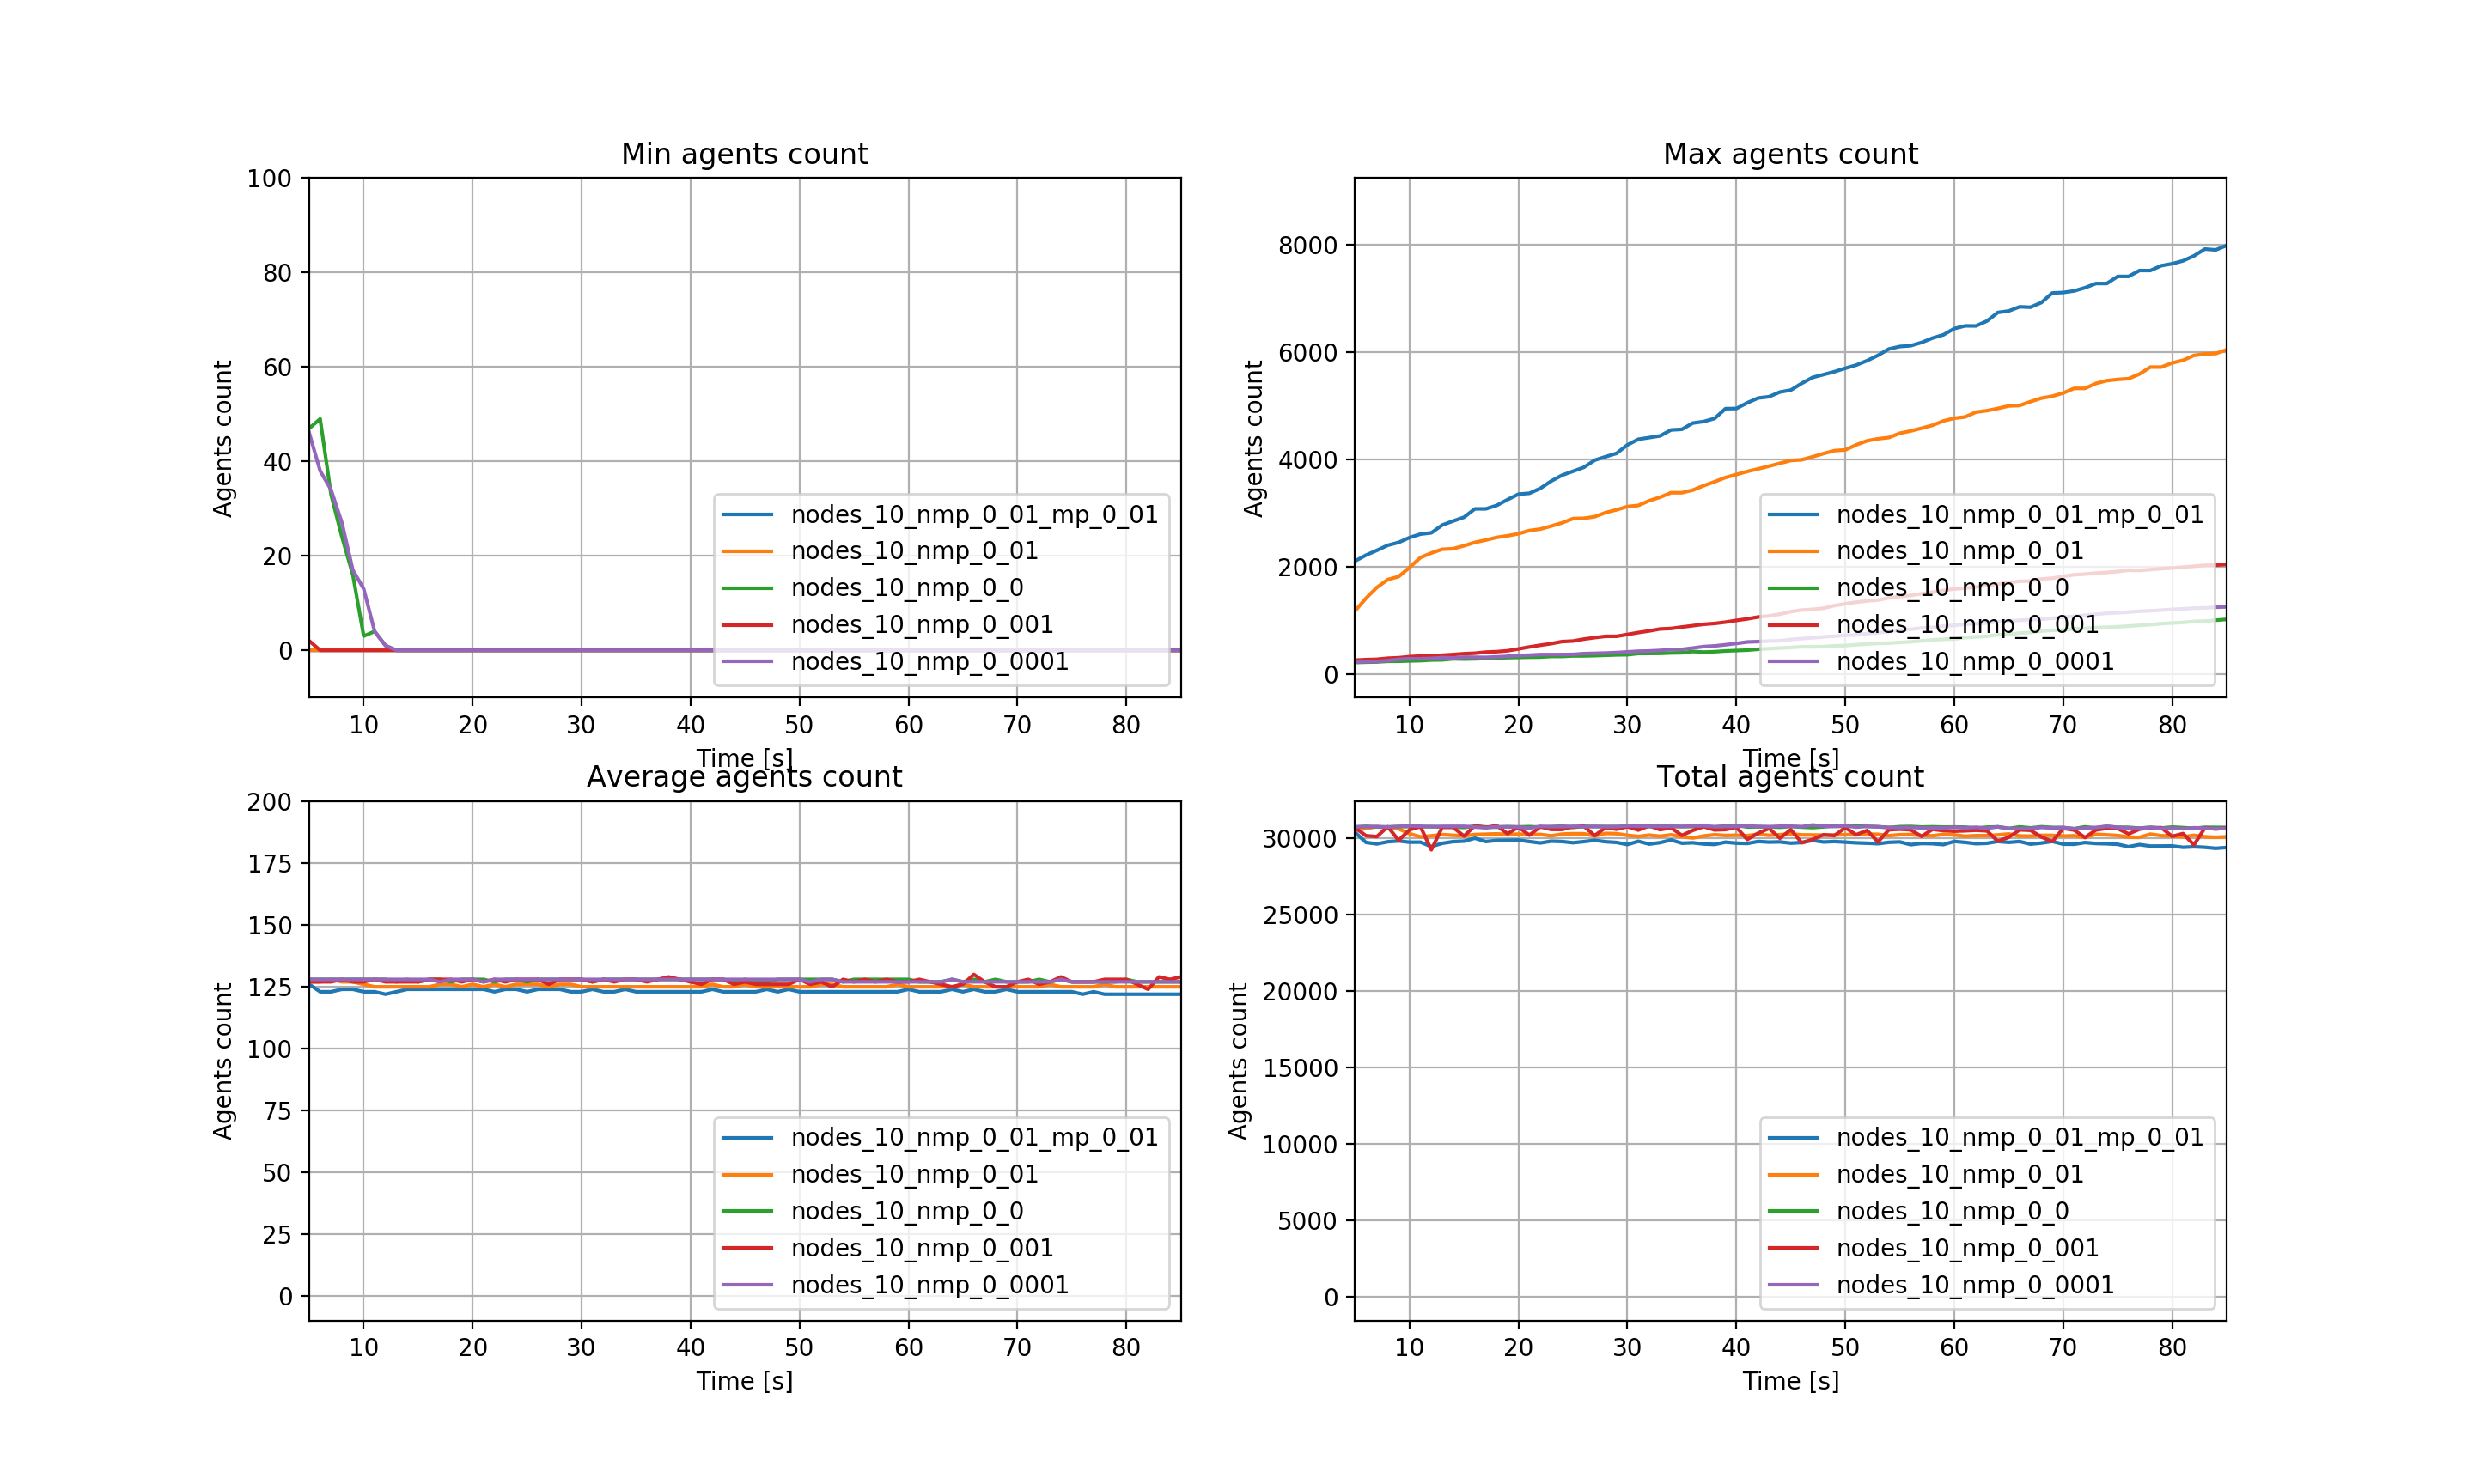 Min agents count
100
80
60
40
20
0
Agents count
10 20 30 40 50 60 70 80
Time [s]
nodes_10_nmp_0_01_mp_0_01
nodes_10_nmp_0_01
nodes_10_nmp_0_0
nodes_10_nmp_0_001
nodes_10_nmp_0_0001
Max agents count
8000
6000
4000
2000
0
Agents count
10 20 30 40 50 60 70 80
Time [s]
nodes_10_nmp_0_01_mp_0_01
nodes_10_nmp_0_01
nodes_10_nmp_0_0
nodes_10_nmp_0_001
nodes_10_nmp_0_0001
Average agents count
200
175
150
125
100
75
50
25
0
Agents count
10 20 30 40 50 60 70 80
Time [s]
nodes_10_nmp_0_01_mp_0_01
nodes_10_nmp_0_01
nodes_10_nmp_0_0
nodes_10_nmp_0_001
nodes_10_nmp_0_0001
Total agents count
30000
25000
20000
15000
10000
5000
0
Agents count
10 20 30 40 50 60 70 80
Time [s]
nodes_10_nmp_0_01_mp_0_01
nodes_10_nmp_0_01
nodes_10_nmp_0_0
nodes_10_nmp_0_001
nodes_10_nmp_0_0001